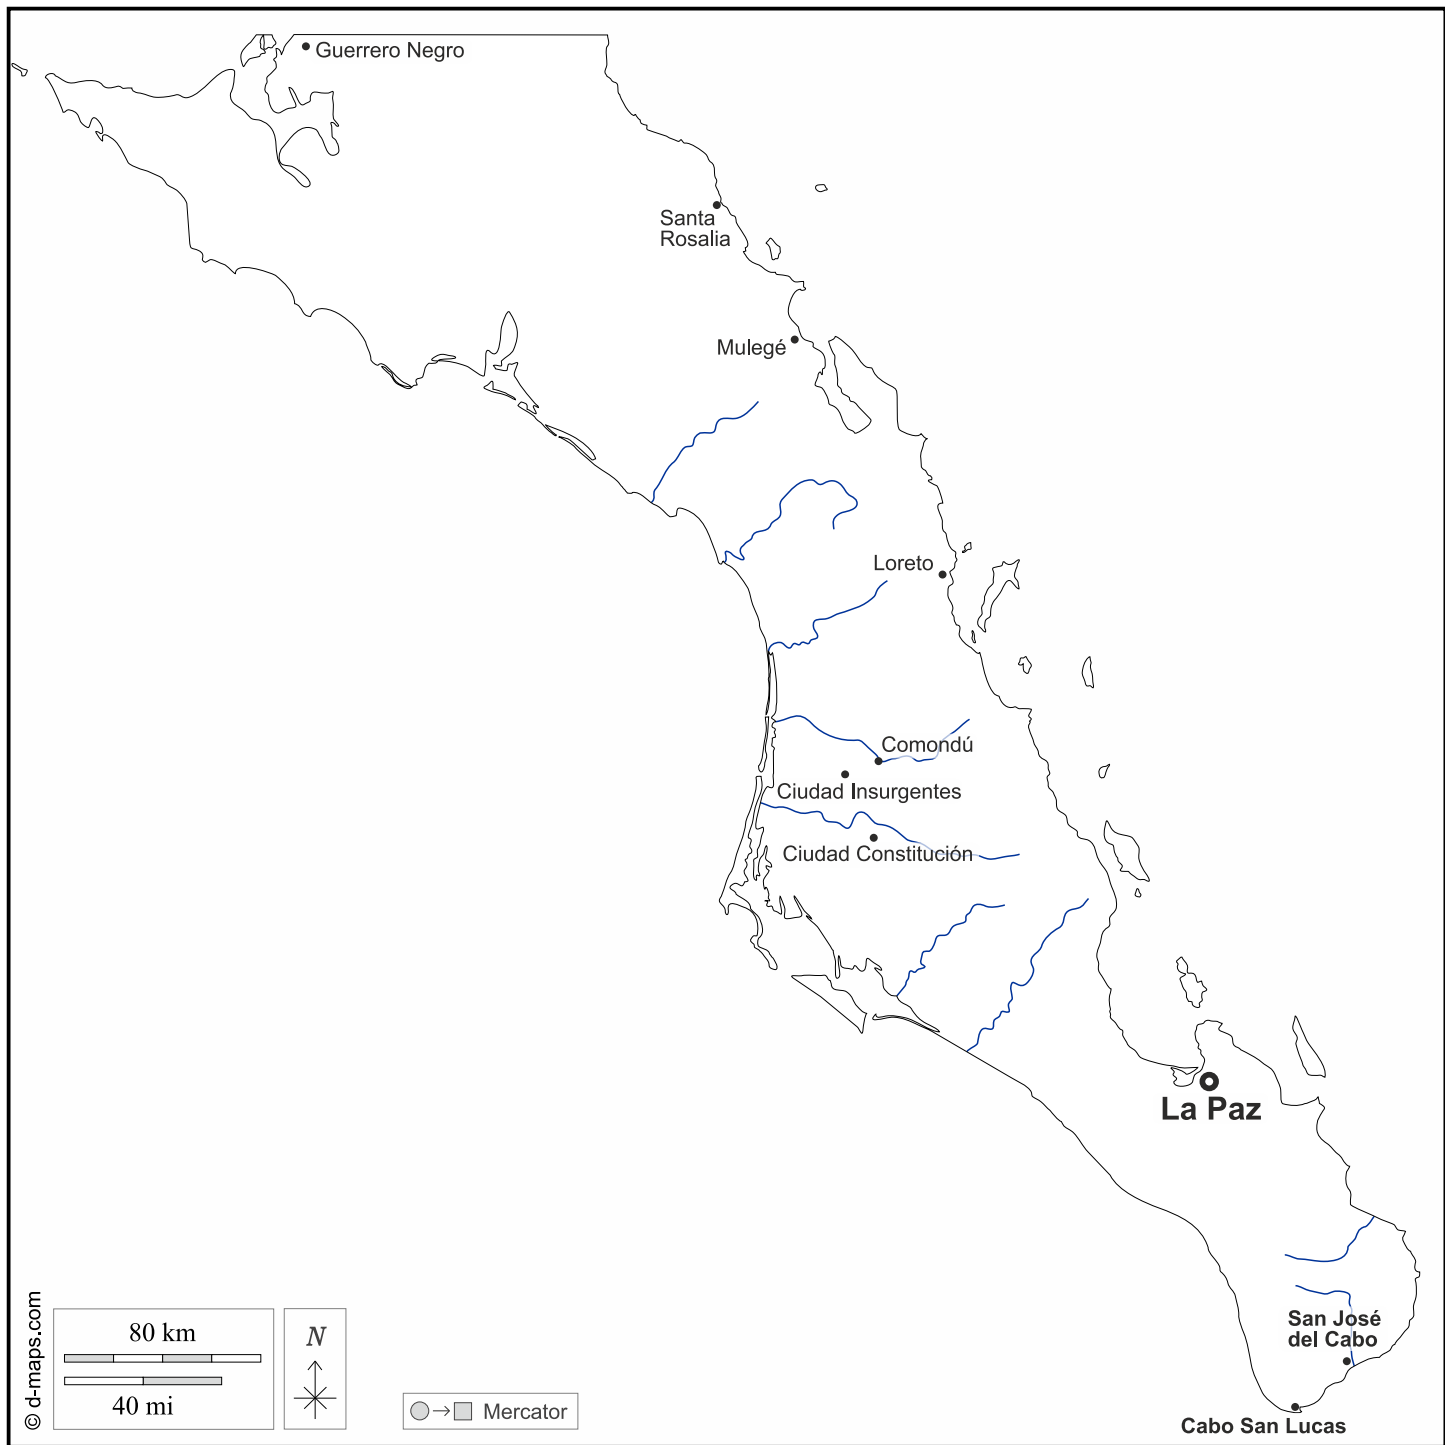 Guerrero Negro
Santa
Rosalia
Mulegé
Loreto
Comondú
Ciudad Insurgentes
Ciudad Constitución
La Paz
San José
del Cabo
Cabo San Lucas
© d-maps.com
80 km
40 mi
N
Mercator